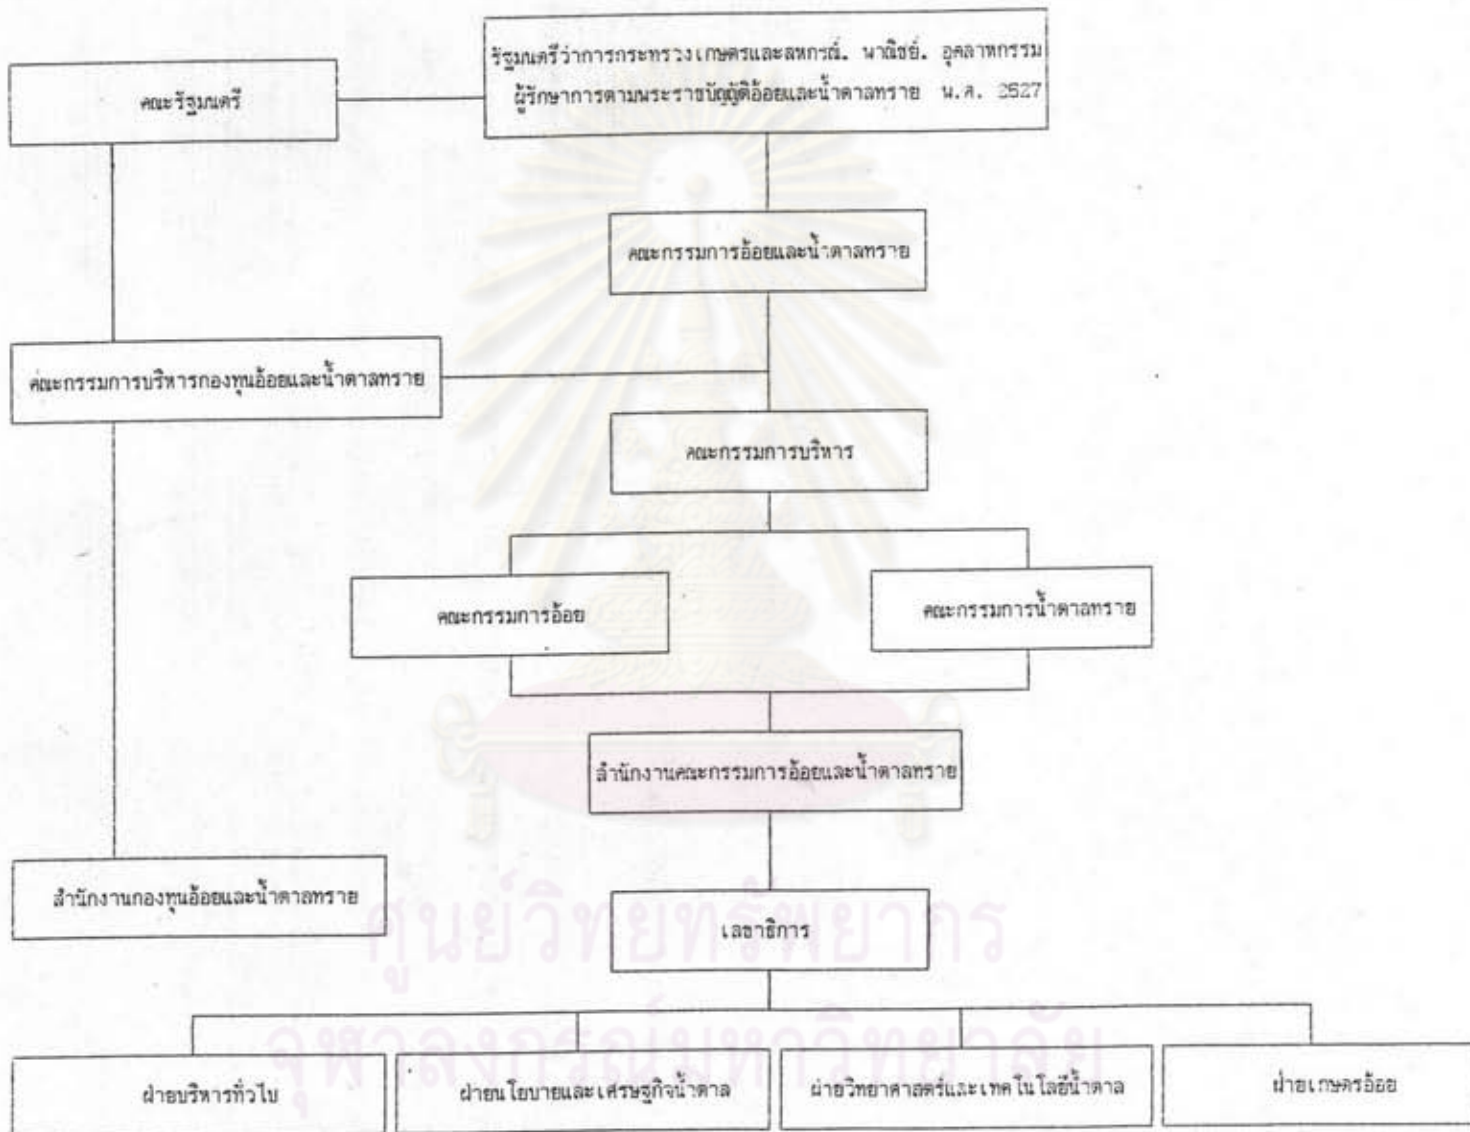 รัฐมนตรีว่าการกระทรวงเกษตรและสหกรณ์. พาณิชย์. อุตสาหกรรม
ผู้รักษาการตามพระราชบัญญัติอ้อยและน้ำตาลทราย พ.ศ. 2527
คณะรัฐมนตรี
คณะกรรมการอ้อยและน้ำตาลทราย
คณะกรรมการบริหารกองทุนอ้อยและน้ำตาลทราย
คณะกรรมการบริหาร
คณะกรรมการอ้อย
คณะกรรมการน้ำตาลทราย
สำนักงานคณะกรรมการอ้อยและน้ำตาลทราย
สำนักงานกองทุนอ้อยและน้ำตาลทราย
เลขาธิการ
ศูนย์วิทยทรัพยากร
จุฬาลงกรณ์มหาวิทยาลัย
ฝ่ายบริหารทั่วไป
ฝ่ายนโยบายและเศรษฐกิจน้ำตาล
ฝ่ายวิทยาศาสตร์และเทคโนโลยีน้ำตาล
ฝ่ายเกษตรอ้อย